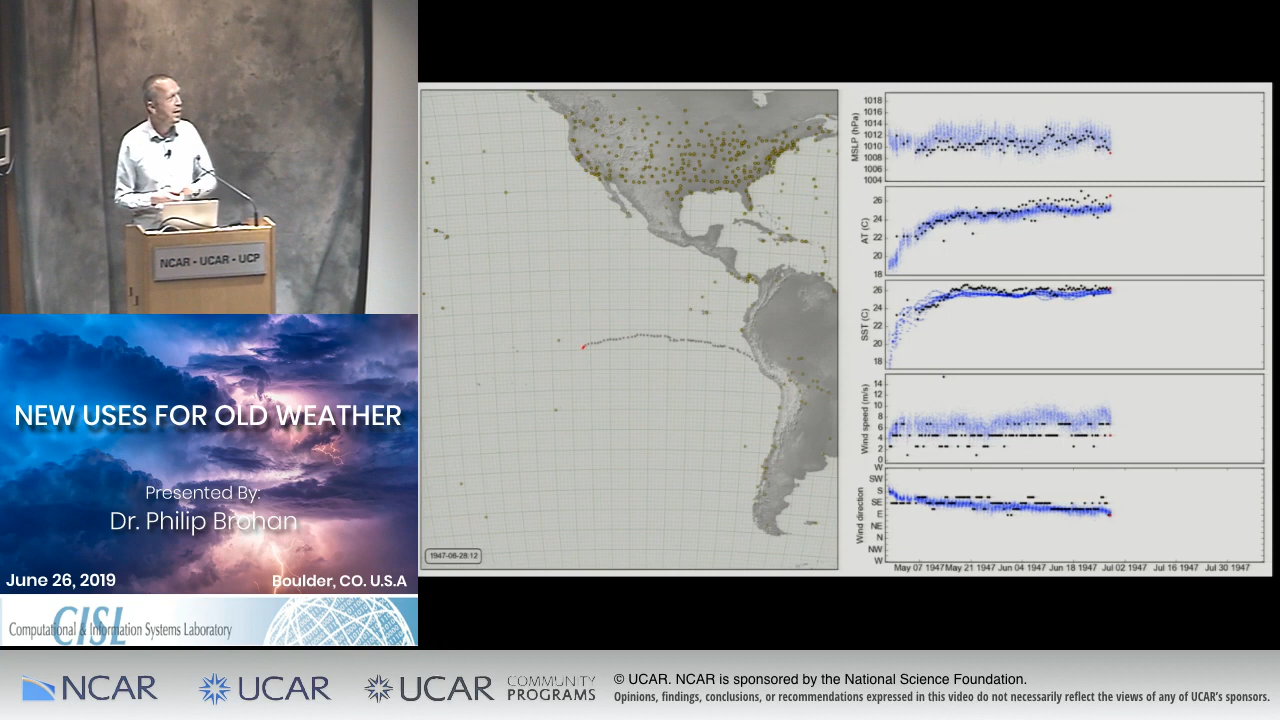 NCAR - UCAR - UCP
NEW USES FOR OLD WEATHER
Presented By:
Dr. Philip Brohan
June 26, 2019
Boulder, CO. U.S.A
CISL
Computational & Information Systems Laboratory
1947-06-28:12
MSLP (hPa)
1018
1016
1014
1012
1010
1008
1006
1004
AT (C)
26
24
22
20
18
SST (C)
26
24
22
20
18
Wind speed (m/s)
14
12
10
8
6
4
2
0
Wind direction
W
SW
S
SE
E
NE
N
NW
W
May 07 1947 May 21 1947 Jun 04 1947 Jun 18 1947 Jul 02 1947 Jul 16 1947 Jul 30 1947
NCAR
UCAR
UCAR
COMMUNITY
PROGRAMS
© UCAR. NCAR is sponsored by the National Science Foundation.
Opinions, findings, conclusions, or recommendations expressed in this video do not necessarily reflect the views of any of UCAR's sponsors.